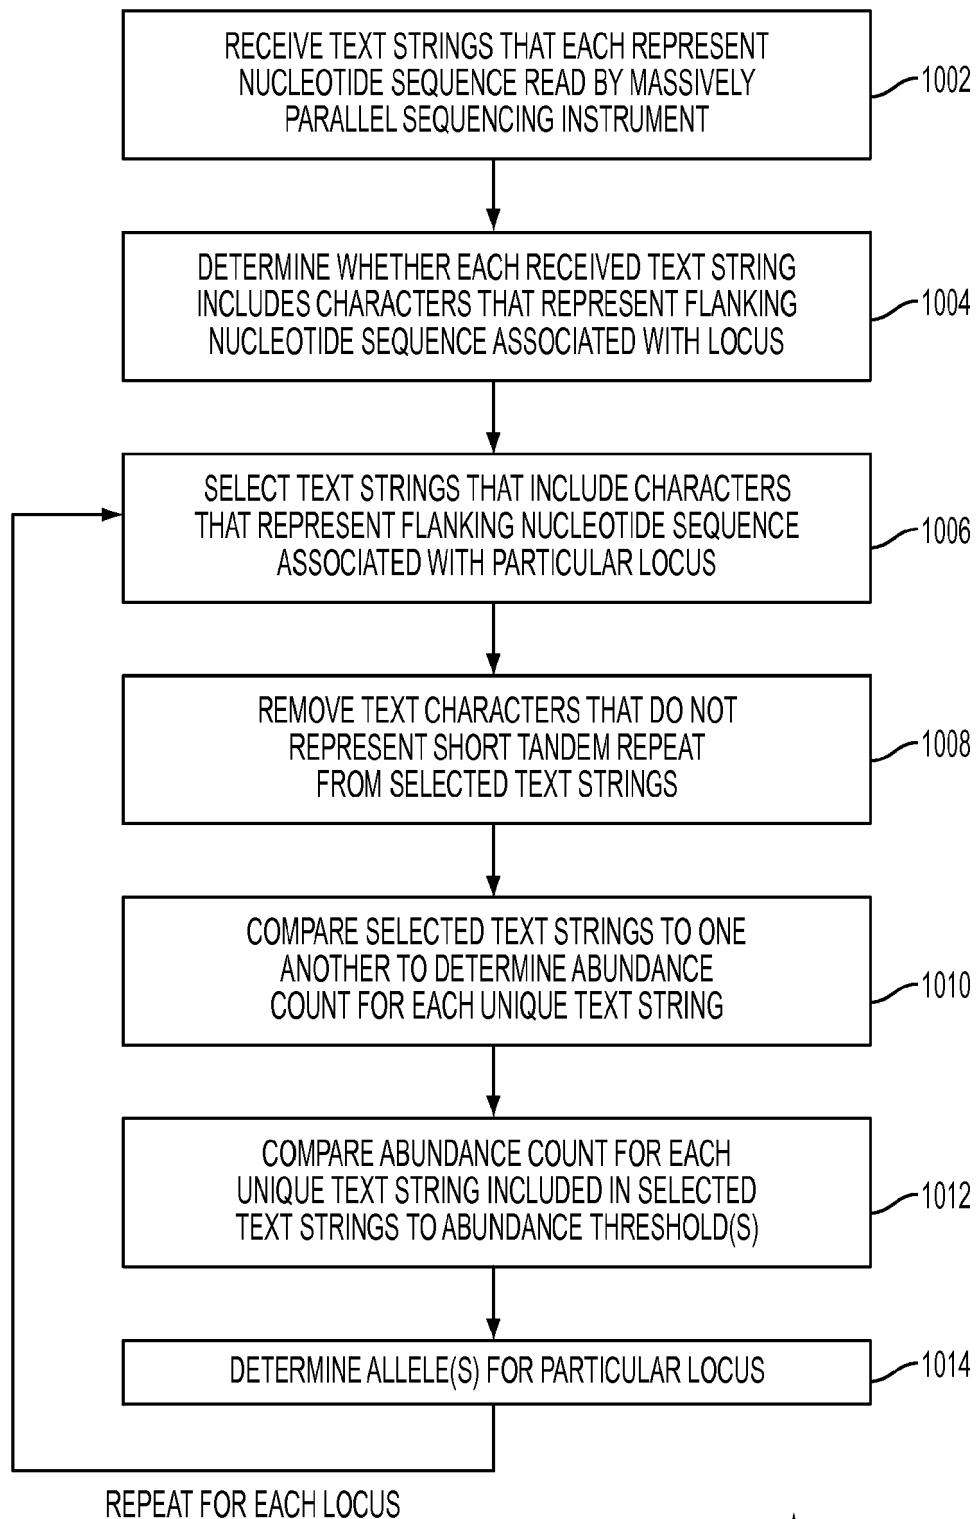 RECEIVE TEXT STRINGS THAT EACH REPRESENT
NUCLEOTIDE SEQUENCE READ BY MASSIVELY
PARALLEL SEQUENCING INSTRUMENT
1002
DETERMINE WHETHER EACH RECEIVED TEXT STRING
INCLUDES CHARACTERS THAT REPRESENT FLANKING
NUCLEOTIDE SEQUENCE ASSOCIATED WITH LOCUS
1004
SELECT TEXT STRINGS THAT INCLUDE CHARACTERS
THAT REPRESENT FLANKING NUCLEOTIDE SEQUENCE
ASSOCIATED WITH PARTICULAR LOCUS
1006
REMOVE TEXT CHARACTERS THAT DO NOT
REPRESENT SHORT TANDEM REPEAT
FROM SELECTED TEXT STRINGS
1008
COMPARE SELECTED TEXT STRINGS TO ONE
ANOTHER TO DETERMINE ABUNDANCE
COUNT FOR EACH UNIQUE TEXT STRING
1010
COMPARE ABUNDANCE COUNT FOR EACH
UNIQUE TEXT STRING INCLUDED IN SELECTED
TEXT STRINGS TO ABUNDANCE THRESHOLD(S)
1012
DETERMINE ALLELE(S) FOR PARTICULAR LOCUS
1014
REPEAT FOR EACH LOCUS